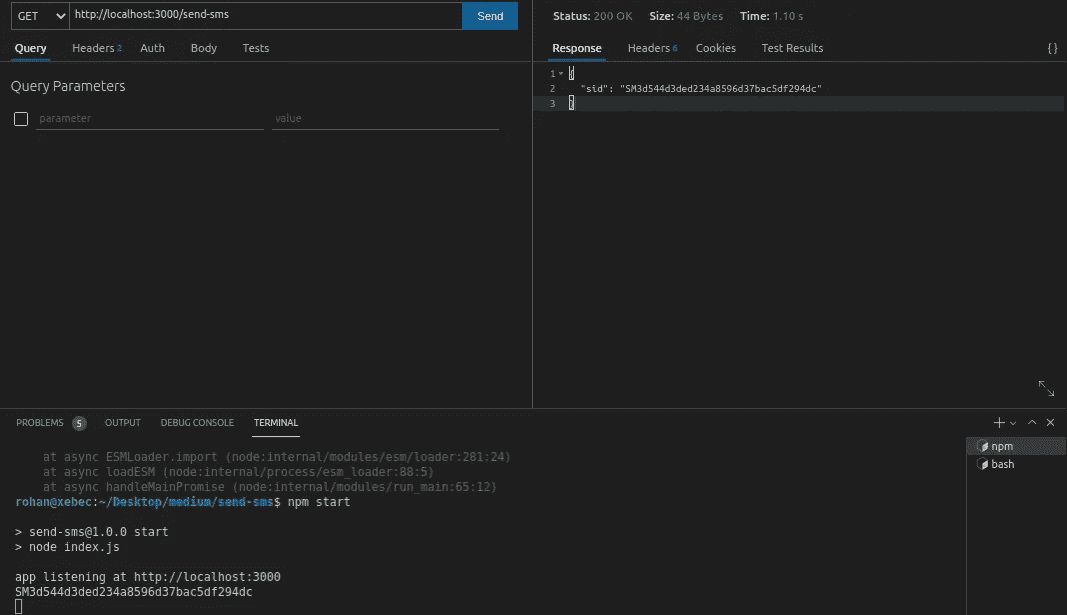 GET http://localhost:3000/send-sms Send
Query Headers 2 Auth Body Tests
Query Parameters
parameter value
Status: 200 OK Size: 44 Bytes Time: 1.10 s
Response Headers 6 Cookies Test Results {}
1 {
2 "sid": "SM3d544d3ded234a8596d37bac5df294dc"
3 }
PROBLEMS 5 OUTPUT DEBUG CONSOLE TERMINAL
at async ESMLoader.import (node:internal/modules/esm/loader:281:24)
at async loadESM (node:internal/process/esm_loader:88:5)
at async handleMainPromise (node:internal/modules/run_main:65:12)
rohan@xebec:~/Desktop/medium/send-sms$ npm start
> send-sms@1.0.0 start
> node index.js
app listening at http://localhost:3000
SM3d544d3ded234a8596d37bac5df294dc
npm
bash